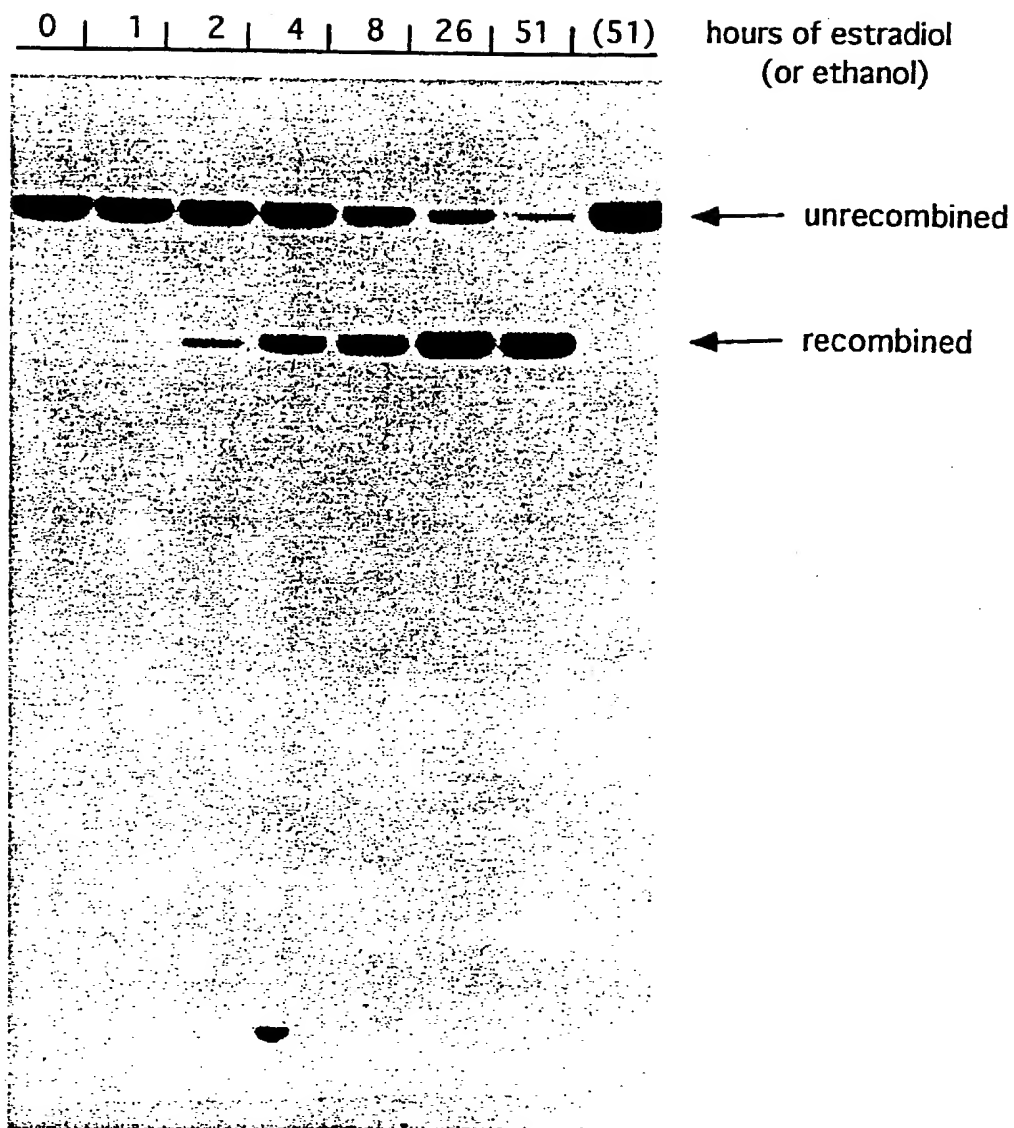 0 | 1 | 2 | 4 | 8 | 26 | 51 | (51)
hours of estradiol
(or ethanol)
unrecombined
recombined